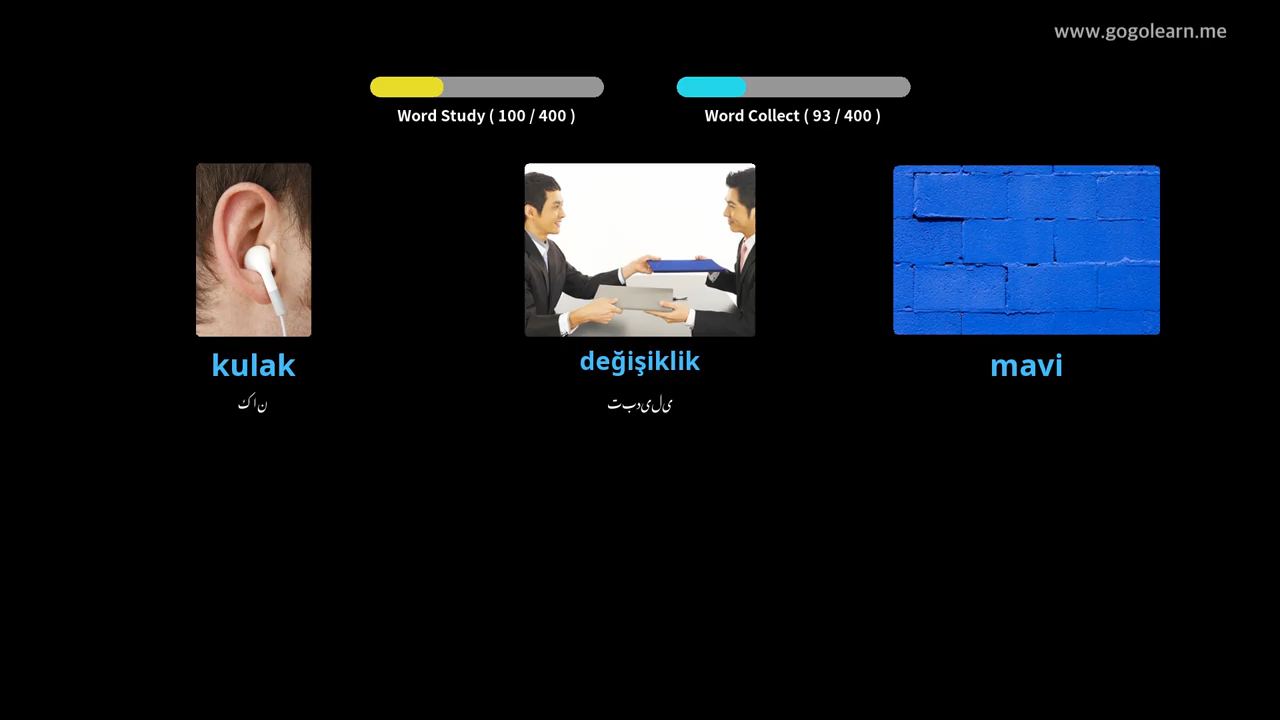 www.gogolearn.me
Word Study ( 100 / 400 )
Word Collect ( 93 / 400 )
kulak
değişiklik
mavi
کان
تبدیلی